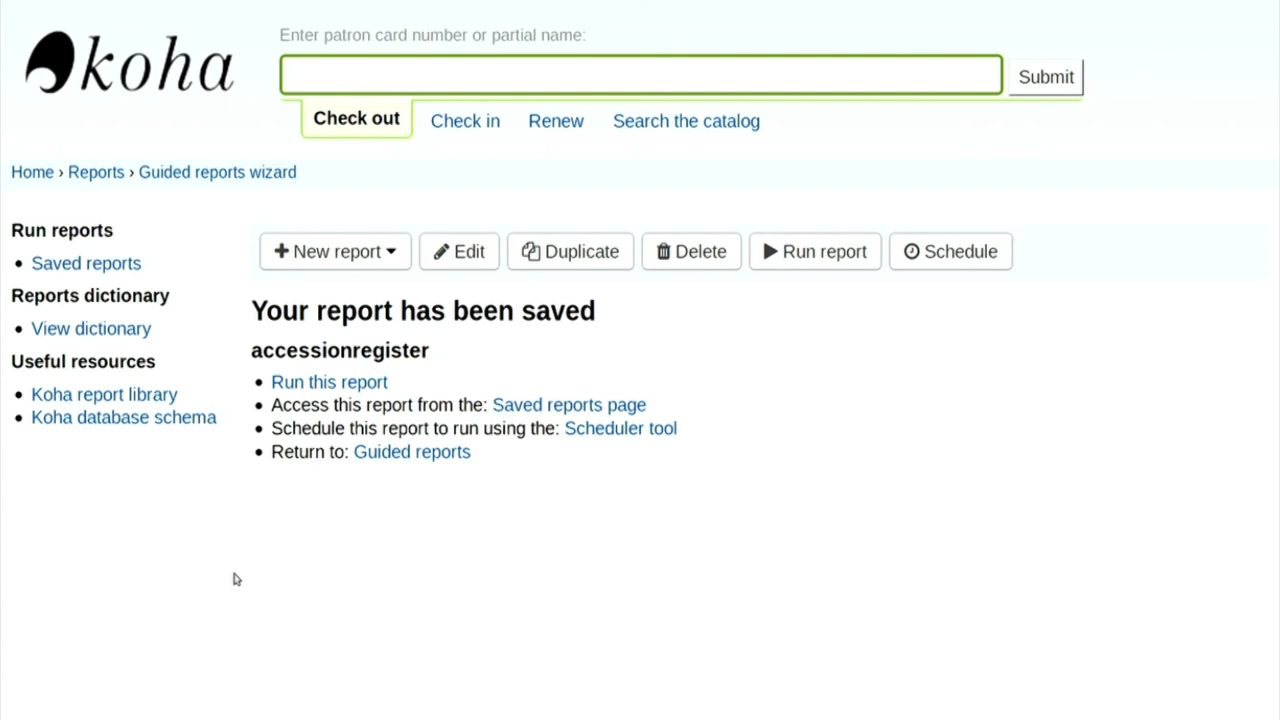 koha
Enter patron card number or partial name:
Submit
Check out Check in Renew Search the catalog
Home › Reports › Guided reports wizard
Run reports
• Saved reports
Reports dictionary
• View dictionary
Useful resources
• Koha report library
• Koha database schema
New report Edit Duplicate Delete Run report Schedule
Your report has been saved
accessionregister
• Run this report
• Access this report from the: Saved reports page
• Schedule this report to run using the: Scheduler tool
• Return to: Guided reports